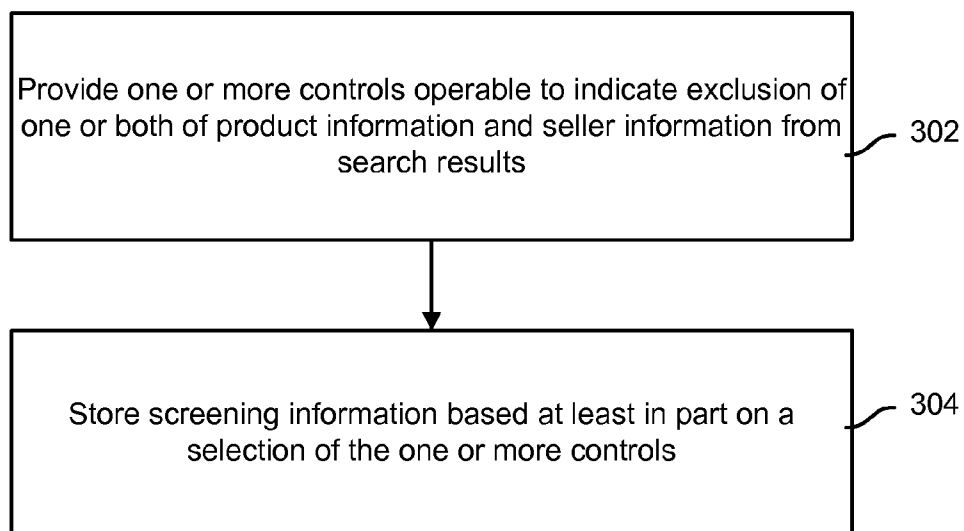 Provide one or more controls operable to indicate exclusion of
one or both of product information and seller information from
search results
302
Store screening information based at least in part on a
selection of the one or more controls
304